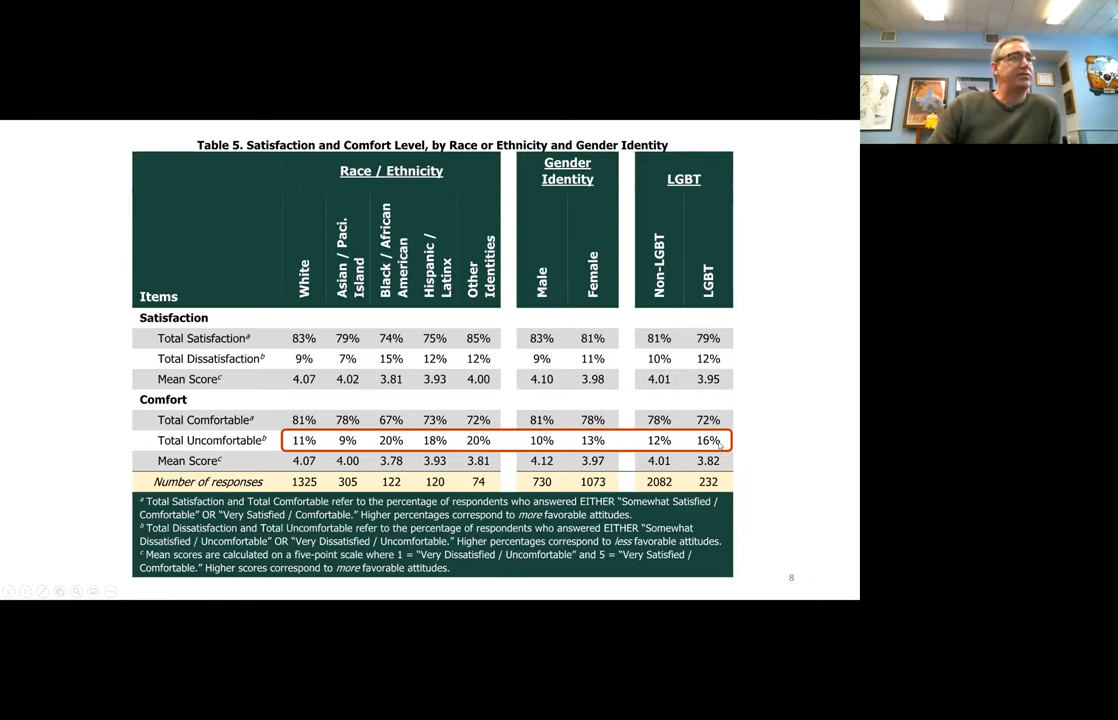 Table 5. Satisfaction and Comfort Level, by Race or Ethnicity and Gender Identity
Race / Ethnicity
Gender
Identity
LGBT
Items
White
Asian / Paci.
Island
Black / African
American
Hispanic /
Latinx
Other
Identities
Male
Female
Non-LGBT
LGBT
Satisfaction
Total Satisfactionᵃ 83% 79% 74% 75% 85% 83% 81% 81% 79%
Total Dissatisfactionᵇ 9% 7% 15% 12% 12% 9% 11% 10% 12%
Mean Scoreᶜ 4.07 4.02 3.81 3.93 4.00 4.10 3.98 4.01 3.95
Comfort
Total Comfortableᵃ 81% 78% 67% 73% 72% 81% 78% 78% 72%
Total Uncomfortableᵇ 11% 9% 20% 18% 20% 10% 13% 12% 16%
Mean Scoreᶜ 4.07 4.00 3.78 3.93 3.81 4.12 3.97 4.01 3.82
Number of responses 1325 305 122 120 74 730 1073 2082 232
ᵃ Total Satisfaction and Total Comfortable refer to the percentage of respondents who answered EITHER “Somewhat Satisfied /
Comfortable” OR “Very Satisfied / Comfortable.” Higher percentages correspond to more favorable attitudes.
ᵇ Total Dissatisfaction and Total Uncomfortable refer to the percentage of respondents who answered EITHER “Somewhat
Dissatisfied / Uncomfortable” OR “Very Dissatisfied / Uncomfortable.” Higher percentages correspond to less favorable attitudes.
ᶜ Mean scores are calculated on a five-point scale where 1 = “Very Dissatisfied / Uncomfortable” and 5 = “Very Satisfied /
Comfortable.” Higher scores correspond to more favorable attitudes.
8